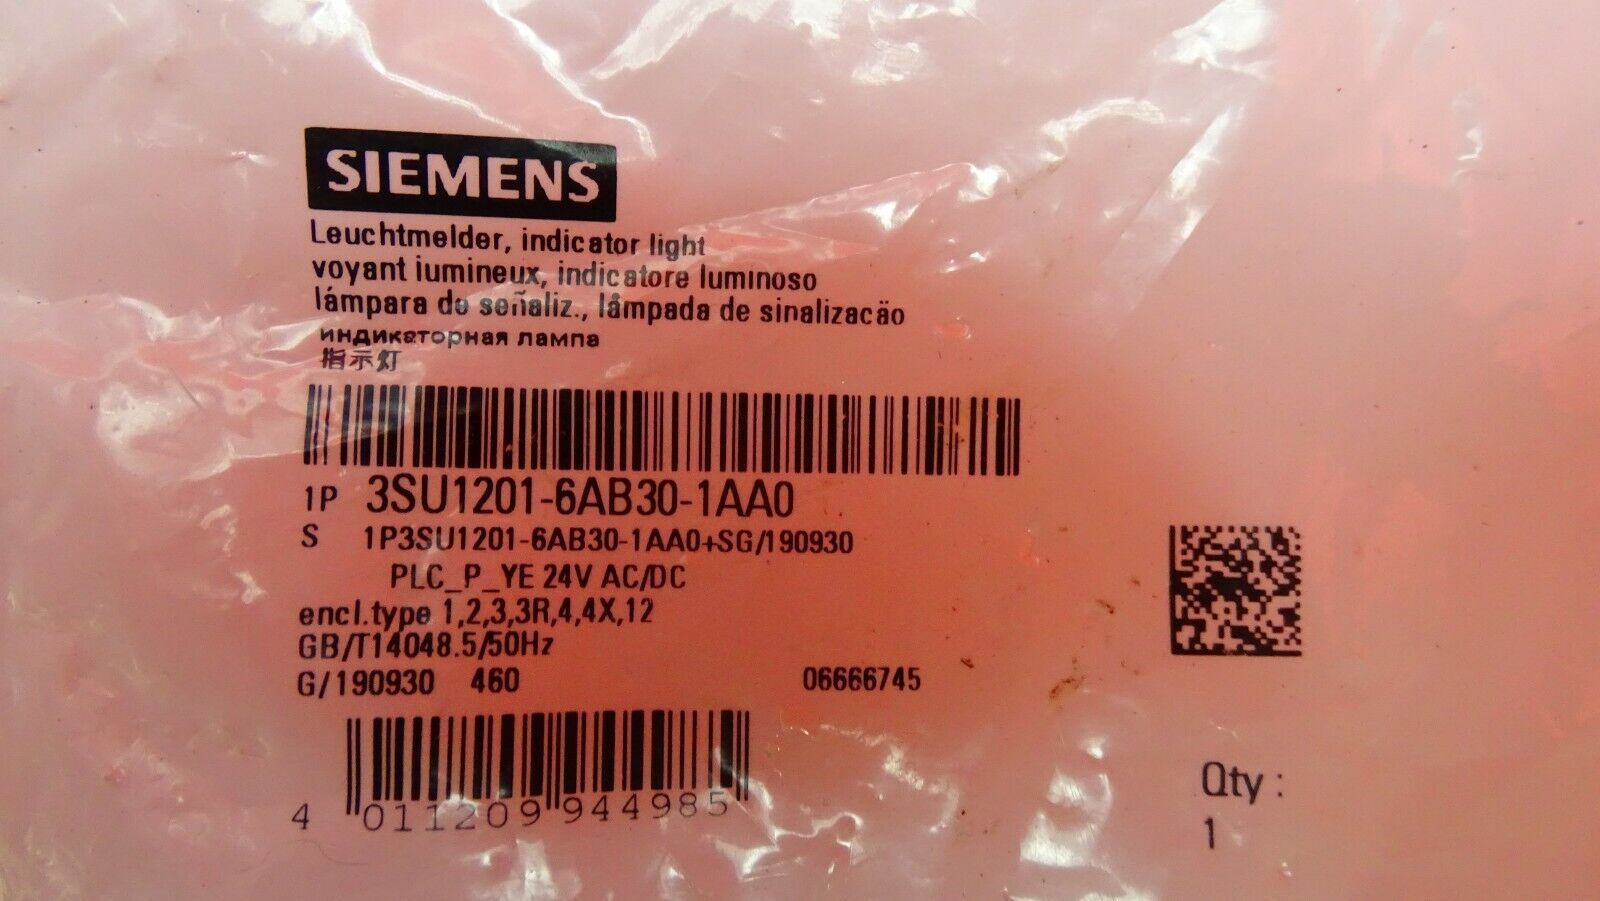 SIEMENS
Leuchtmelder, indicator light
voyant iumineux, indicatore luminoso
lámpara de señaliz., lâmpada de sinalizacäo
индикаторная лампа
指示灯
1P 3SU1201-6AB30-1AA0
S 1P3SU1201-6AB30-1AA0+SG/190930
PLC_P_YE 24V AC/DC
encl.type 1,2,3,3R,4,4X,12
GB/T14048.5/50Hz
G/190930 460 06666745
4 011209 944985
Qty :
1